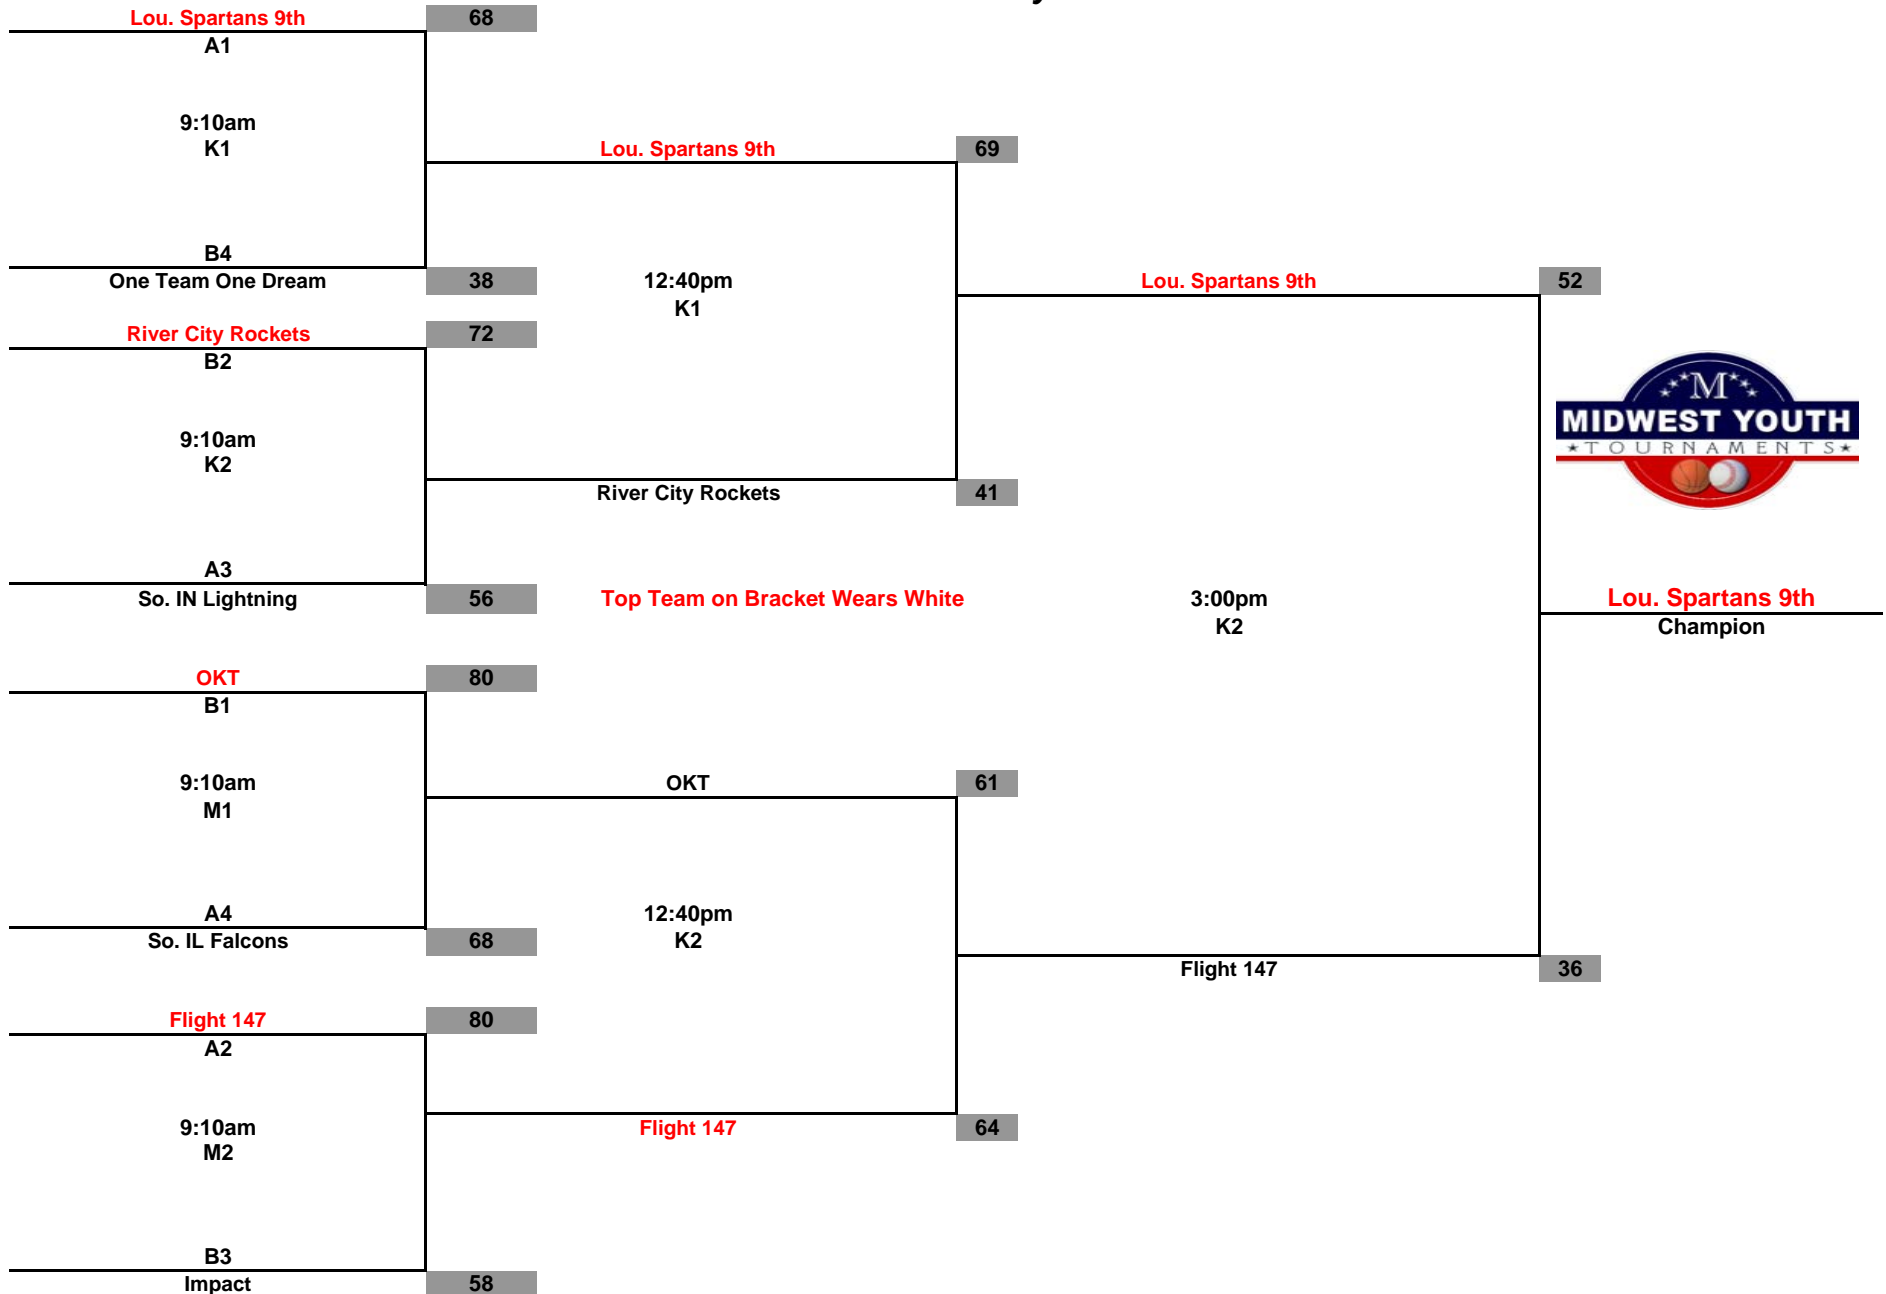 Lou. Spartans 9th 68
A1
9:10am
K1
B4
One Team One Dream 38
River City Rockets 72
B2
9:10am
K2
A3
So. IN Lightning 56
OKT 80
B1
9:10am
M1
A4
So. IL Falcons 68
Flight 147 80
A2
9:10am
M2
B3
Impact 58
Lou. Spartans 9th 69
12:40pm
K1
River City Rockets 41
Top Team on Bracket Wears White
OKT 61
12:40pm
K2
Flight 147 64
Lou. Spartans 9th 52
3:00pm
K2
Flight 147 36
M
MIDWEST YOUTH
TOURNAMENTS
Lou. Spartans 9th
Champion